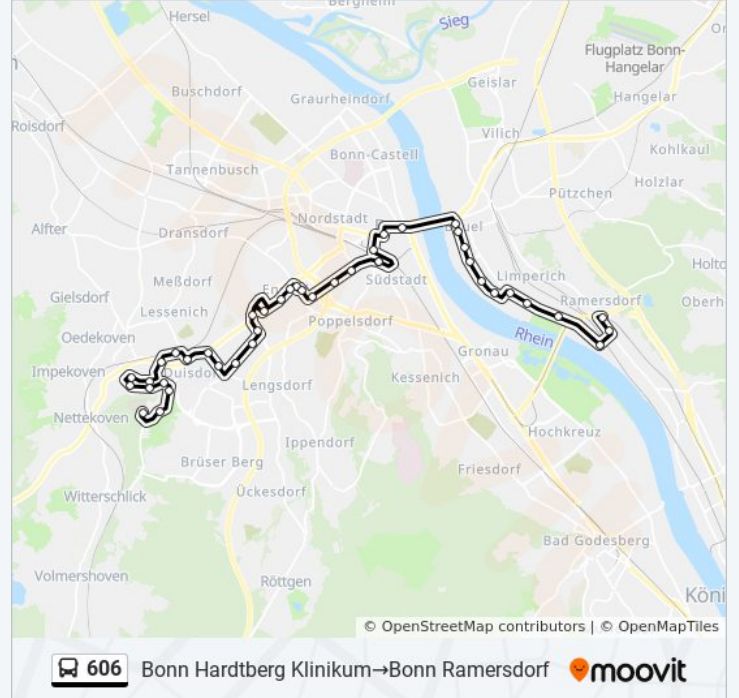 Bergheim
Hersel
Sieg
Flugplatz Bonn-
Hangelar
Buschdorf
Geislar
Graurheindorf
Hangelar
Roisdorf
Vilich
Kohlkaul
Bonn-Castell
Tannenbusch
Holzlar
Pützchen
Nordstadt
Alfter
Dransdorf
Holto
Südstadt
Limperich
Meßdorf
Gielsdorf
Ramersdorf
Oberh
Lessenich
Poppelsdorf
Oedekoven
Rhein
Gronau
Impekoven
Duisdo
Lengsdorf
Kessenich
Nettekoven
Hochkreuz
Ippendorf
Brüser Berg
Friesdorf
Witterschlick
Ückesdorf
Bad Godesberg
Volmershoven
Röttgen
Köni
© OpenStreetMap contributors | © OpenMapTiles
606 Bonn Hardtberg Klinikum→Bonn Ramersdorf moovit